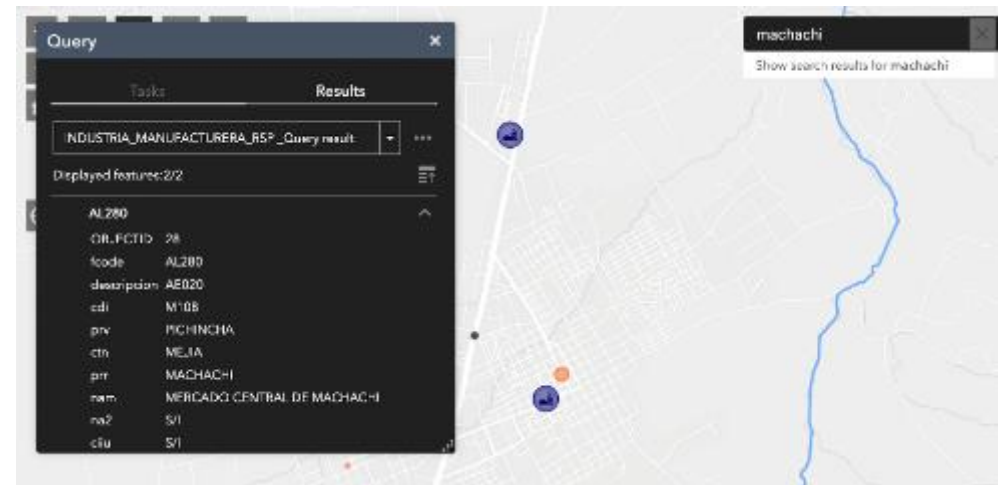 Query
×
Tasks
Results
INDUSTRIA_MANUFACTURERA_RSP_Query result
Displayed features:2/2
AL280
OBJECTID 28
fcode AL280
descripcion AE020
cdi M108
prv PICHINCHA
ctn MEJIA
prr MACHACHI
nam MERCADO CENTRAL DE MACHACHI
na2 S/I
ciiu S/I
machachi
Show search results for machachi